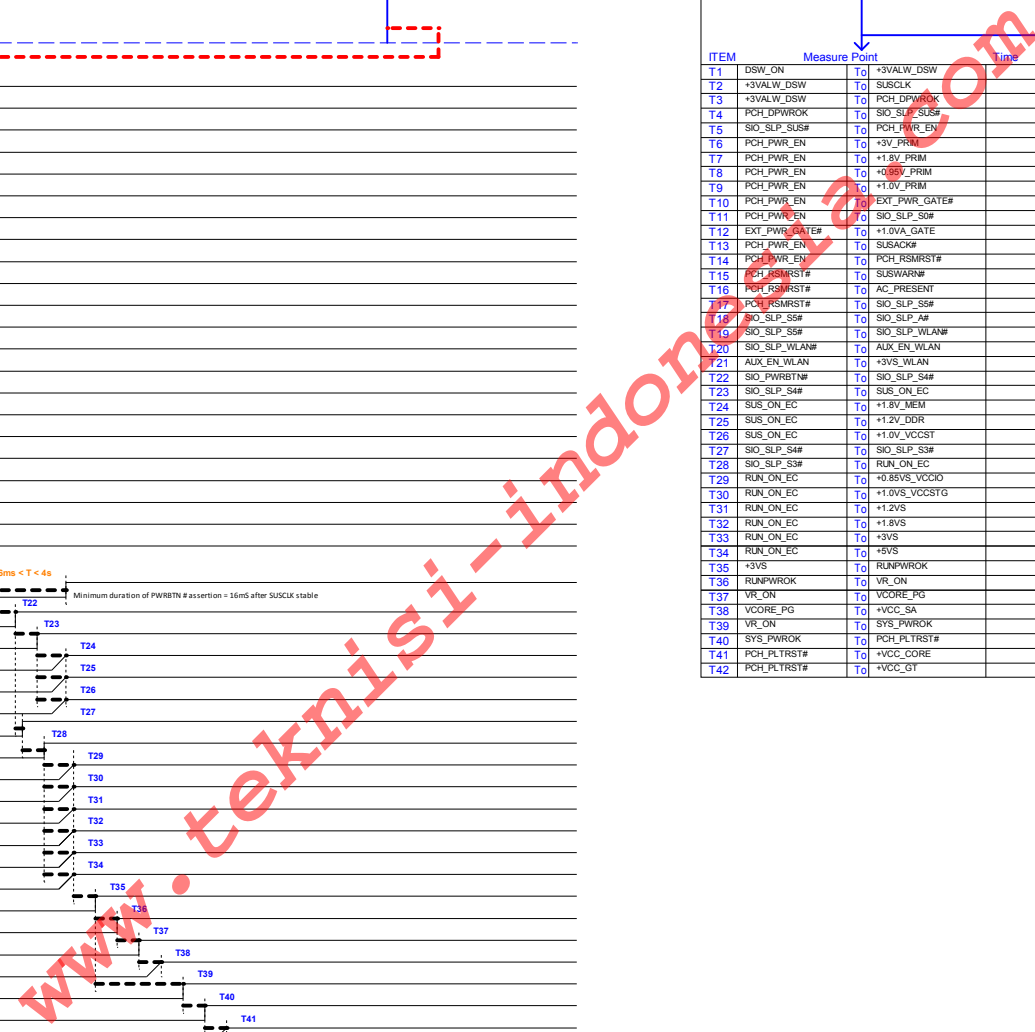 ITEM Measure Point Time
T1 DSW_ON To +3VALW_DSW
T2 +3VALW_DSW To SUSCLK
T3 +3VALW_DSW To PCH_DPWROK
T4 PCH_DPWROK To SIO_SLP_SUS#
T5 SIO_SLP_SUS# To PCH_PWR_EN
T6 PCH_PWR_EN To +3V_PRIM
T7 PCH_PWR_EN To +1.8V_PRIM
T8 PCH_PWR_EN To +0.95V_PRIM
T9 PCH_PWR_EN To +1.0V_PRIM
T10 PCH_PWR_EN To EXT_PWR_GATE#
T11 PCH_PWR_EN To SIO_SLP_S0#
T12 EXT_PWR_GATE# To +1.0VA_GATE
T13 PCH_PWR_EN To SUSACK#
T14 PCH_PWR_EN To PCH_RSMRST#
T15 PCH_RSMRST# To SUSWARN#
T16 PCH_RSMRST# To AC_PRESENT
T17 PCH_RSMRST# To SIO_SLP_S5#
T18 SIO_SLP_S5# To SIO_SLP_A#
T19 SIO_SLP_S5# To SIO_SLP_WLAN#
T20 SIO_SLP_WLAN# To AUX_EN_WLAN
T21 AUX_EN_WLAN To +3VS_WLAN
T22 SIO_PWRBTN# To SIO_SLP_S4#
T23 SIO_SLP_S4# To SUS_ON_EC
T24 SUS_ON_EC To +1.8V_MEM
T25 SUS_ON_EC To +1.2V_DDR
T26 SUS_ON_EC To +1.0V_VCCST
T27 SIO_SLP_S4# To SIO_SLP_S3#
T28 SIO_SLP_S3# To RUN_ON_EC
T29 RUN_ON_EC To +0.85VS_VCCIO
T30 RUN_ON_EC To +1.0VS_VCCSTG
T31 RUN_ON_EC To +1.2VS
T32 RUN_ON_EC To +1.8VS
T33 RUN_ON_EC To +3VS
T34 RUN_ON_EC To +5VS
T35 +3VS To RUNPWROK
T36 RUNPWROK To VR_ON
T37 VR_ON To VCORE_PG
T38 VCORE_PG To +VCC_SA
T39 VR_ON To SYS_PWROK
T40 SYS_PWROK To PCH_PLTRST#
T41 PCH_PLTRST# To +VCC_CORE
T42 PCH_PLTRST# To +VCC_GT
< T < 4s
Minimum duration of PWRBTN # assertion = 16mS after SUSCLK stable
T22
T23
T24
T25
T26
T27
T28
T29
T30
T31
T32
T33
T34
T35
T36
T37
T38
T39
T40
T41
www.teknisi-indonesia.com